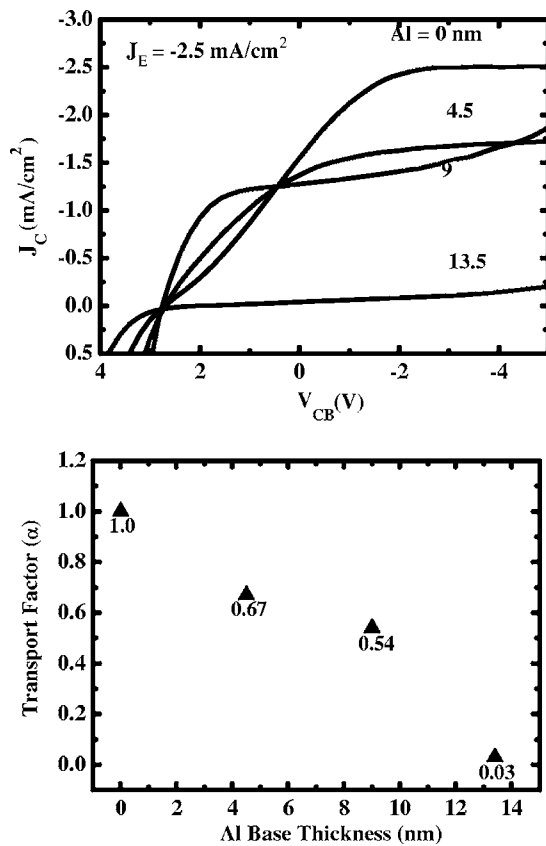 -3.0
-2.5
-2.0
-1.5
-1.0
-0.5
0.0
0.5
J_C(mA/cm²)
J_E = -2.5 mA/cm²
Al = 0 nm
4.5
9
13.5
4 2 0 -2 -4
V_CB(V)
1.2
1.0
0.8
0.6
0.4
0.2
0.0
Transport Factor (α)
1.0
0.67
0.54
0.03
0 2 4 6 8 10 12 14
Al Base Thickness (nm)